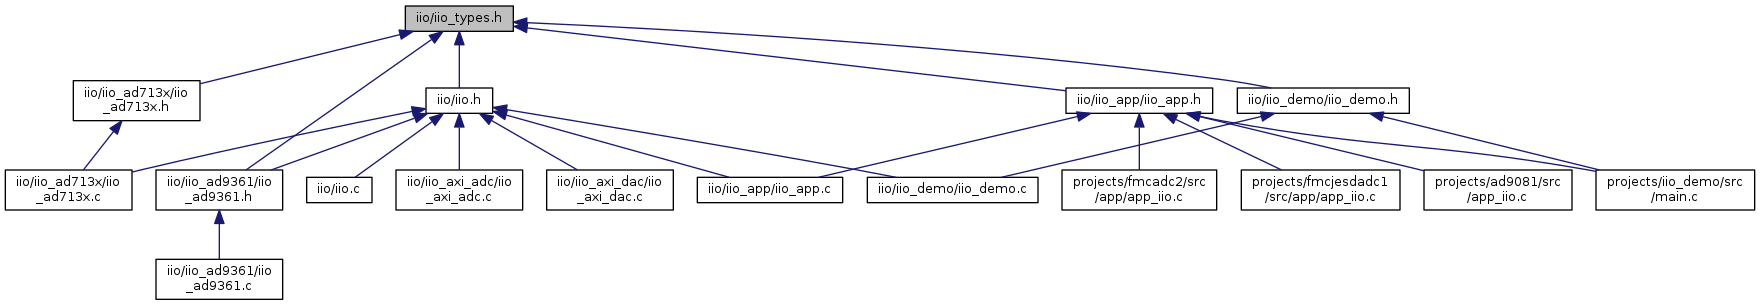 iio/iio_types.h
iio/iio_ad713x/iio
_ad713x.h
iio/iio.h
iio/iio_app/iio_app.h
iio/iio_demo/iio_demo.h
iio/iio_ad713x/iio
_ad713x.c
iio/iio_ad9361/iio
_ad9361.h
iio/iio.c
iio/iio_axi_adc/iio
_axi_adc.c
iio/iio_axi_dac/iio
_axi_dac.c
iio/iio_app/iio_app.c
iio/iio_demo/iio_demo.c
projects/fmcadc2/src
/app/app_iio.c
projects/fmcjesdadc1
/src/app/app_iio.c
projects/ad9081/src
/app_iio.c
projects/iio_demo/src
/main.c
iio/iio_ad9361/iio
_ad9361.c